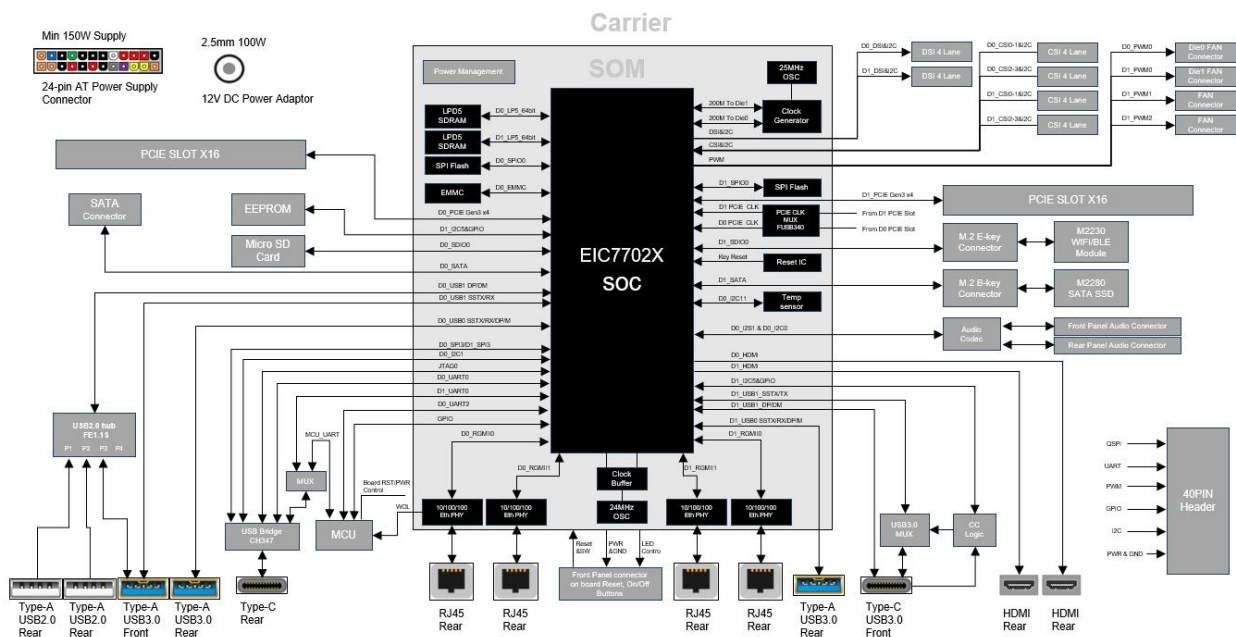 Carrier
SOM
Min 150W Supply
24-pin AT Power Supply
Connector
2.5mm 100W
12V DC Power Adaptor
Power Management
25MHz
OSC
Clock
Generator
200M To Die1
200M To Die0
DSI&I2C
CSI&I2C
PWM
D0_DSI&I2C
DSI 4 Lane
D1_DSI&I2C
DSI 4 Lane
D0_CSI0-1&I2C
CSI 4 Lane
D0_CSI2-3&I2C
CSI 4 Lane
D1_CSI0-1&I2C
CSI 4 Lane
D1_CSI2-3&I2C
CSI 4 Lane
D0_PWM0
Die0 FAN
Connector
D1_PWM0
Die1 FAN
Connector
D1_PWM1
FAN
Connector
D1_PWM2
FAN
Connector
LPD5
SDRAM
D0_LP5_64bit
LPD5
SDRAM
D1_LP5_64bit
SPI Flash
D0_SPIO0
EMMC
D0_EMMC
EIC7702X
SOC
PCIE SLOT X16
SATA
Connector
EEPROM
Micro SD
Card
D0_PCIE Gen3 x4
D1_I2C5&GPIO
D0_SDIO0
D0_SATA
D0_USB1 DP/DM
D0_USB1 SSTX/RX
D0_USB0 SSTX/RX/DP/M
D0_SPI3/D1_SPI3
D0_I2C1
JTAG0
D0_UART0
D1_UART0
D0_UART2
GPIO
D0_RGMII0
D0_RGMII1
D1_SPIO0
SPI Flash
D1 PCIE CLK
D0 PCIE CLK
PCIE CLK
MUX
FUSB340
From D1 PCIE Slot
From D0 PCIE Slot
D1_PCIE Gen3 x4
PCIE SLOT X16
D1_SDIO0
Key Reset
Reset IC
M.2 E-key
Connector
M2230
WIFI/BLE
Module
D1_SATA
M.2 B-key
Connector
M2280
SATA SSD
D0_I2C11
Temp
sensor
D0_I2S1 & D0_I2C0
Audio
Codec
Front Panel Audio Connector
Rear Panel Audio Connector
D0_HDMI
D1_HDMI
D1_I2C5&GPIO
D1_USB1_SSTX/TX
D1_USB1_DP/DM
D1_USB0 SSTX/RX/DP/M
D1_RGMII0
D1_RGMII1
USB2.0 hub
FE1.1S
P1 P2 P3 P4
MCU_UART
MUX
Board RST/PWR
Control
WOL
USB Bridge
CH347
MCU
10/100/100
Eth PHY
10/100/100
Eth PHY
Clock
Buffer
24MHz
OSC
10/100/100
Eth PHY
10/100/100
Eth PHY
Reset
&SW
PWR
&GND
LED
Contro
Front Panel connector
on board Reset, On/Off
Buttons
USB3.0
MUX
CC
Logic
QSPI
UART
PWM
GPIO
I2C
PWR & GND
40PIN
Header
Type-A
USB2.0
Rear
Type-A
USB2.0
Rear
Type-A
USB3.0
Front
Type-A
USB3.0
Rear
Type-C
Rear
RJ45
Rear
RJ45
Rear
RJ45
Rear
RJ45
Rear
Type-A
USB3.0
Rear
Type-C
USB3.0
Front
HDMI
Rear
HDMI
Rear